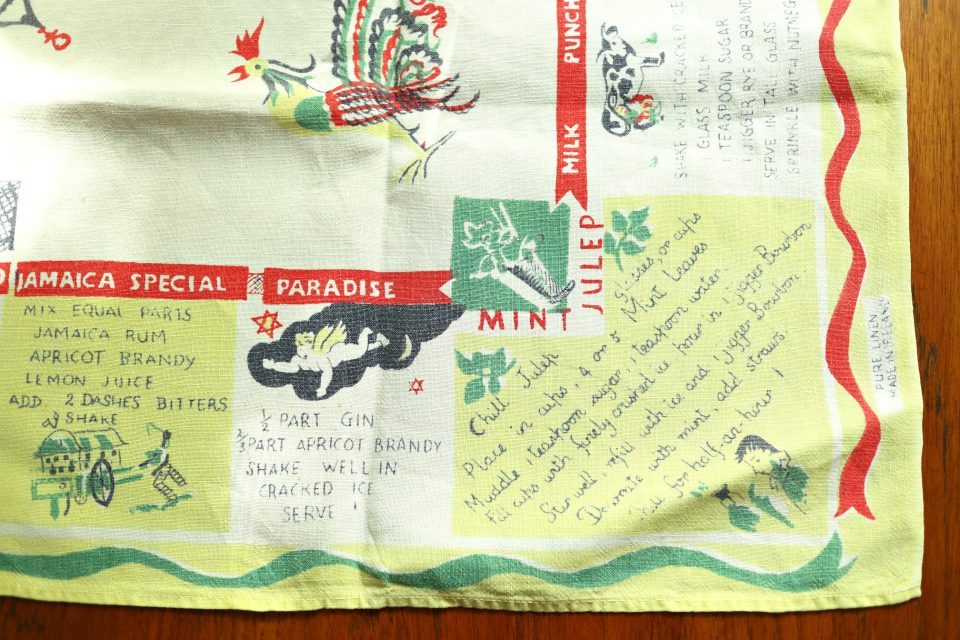 MILK PUNCH
SHAKE WITH CRACKED ICE
GLASS MILK
1 TEASPOON SUGAR
1 JIGGER RYE OR BRAND
SERVE IN TALL GLASS
SPRINKLE WITH NUTMEG
JAMAICA SPECIAL
MIX EQUAL PARTS
JAMAICA RUM
APRICOT BRANDY
LEMON JUICE
ADD 2 DASHES BITTERS
& SHAKE
PARADISE
1/2 PART GIN
2/3 PART APRICOT BRANDY
SHAKE WELL IN
CRACKED ICE
SERVE
MINT JULEP
Chill Julep glasses, or cups
Place in cups, 4 or 5 Mint Leaves
Muddle 1 teaspoon sugar, 1 teaspoon water.
Fill cups with finely crushed ice pour in 1 jigger Bourbon
Stir well refill with ice and 1 jigger Bourbon
Decorate with mint, add straws.
for half-an-hour!
PURE LINEN
MADE IN IRELAND